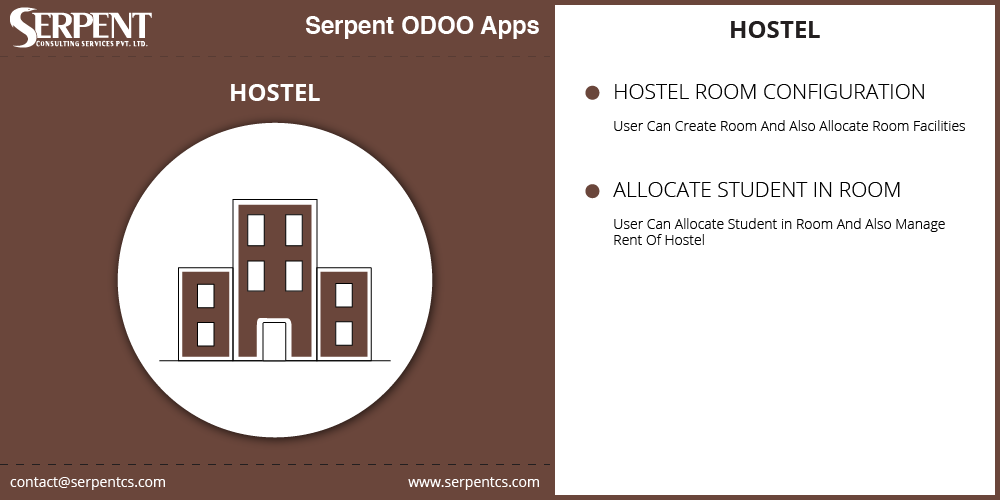 SERPENT
CONSULTING SERVICES PVT. LTD.
Serpent ODOO Apps
HOSTEL
contact@serpentcs.com
www.serpentcs.com
HOSTEL
HOSTEL ROOM CONFIGURATION
User Can Create Room And Also Allocate Room Facilities
ALLOCATE STUDENT IN ROOM
User Can Allocate Student in Room And Also Manage
Rent Of Hostel